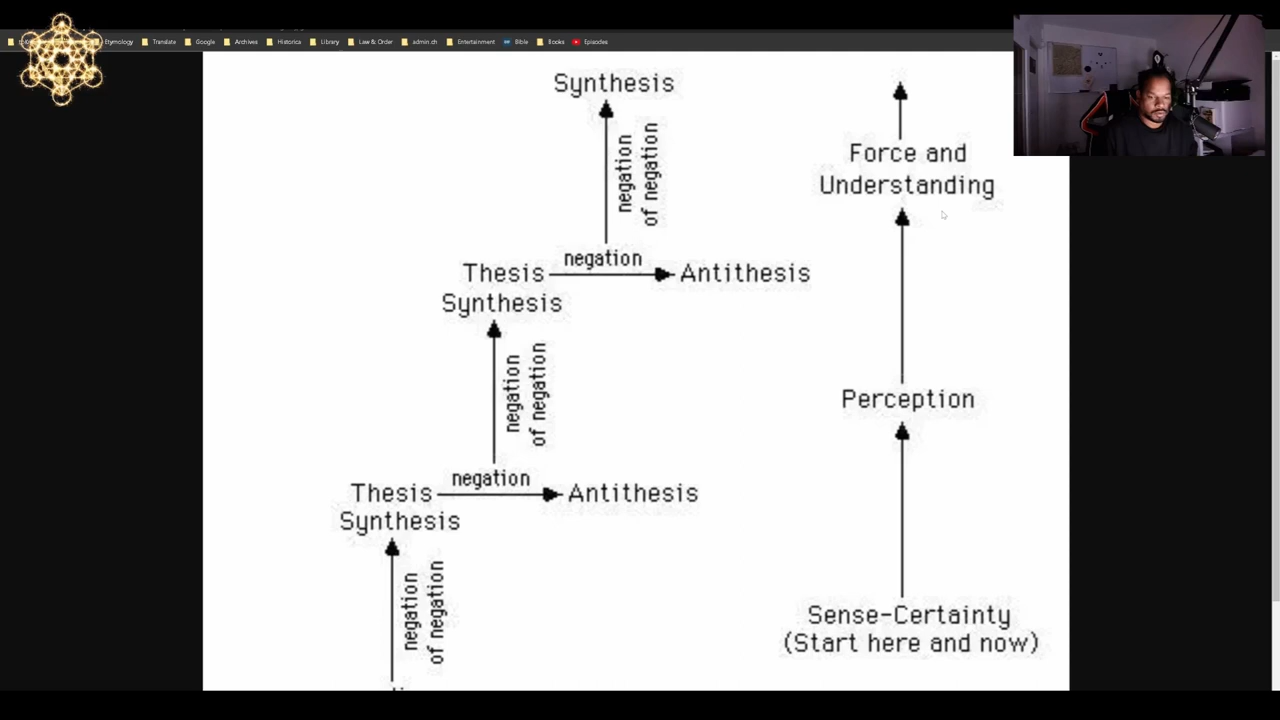 Etymology Translate Google Archives Historica Library Law & Order admin.ch Entertainment Bible Books Episodes
Synthesis
negation
of negation
Thesis negation Antithesis
Synthesis
negation
of negation
Thesis negation Antithesis
Synthesis
negation
of negation
Force and
Understanding
Perception
Sense-Certainty
(Start here and now)